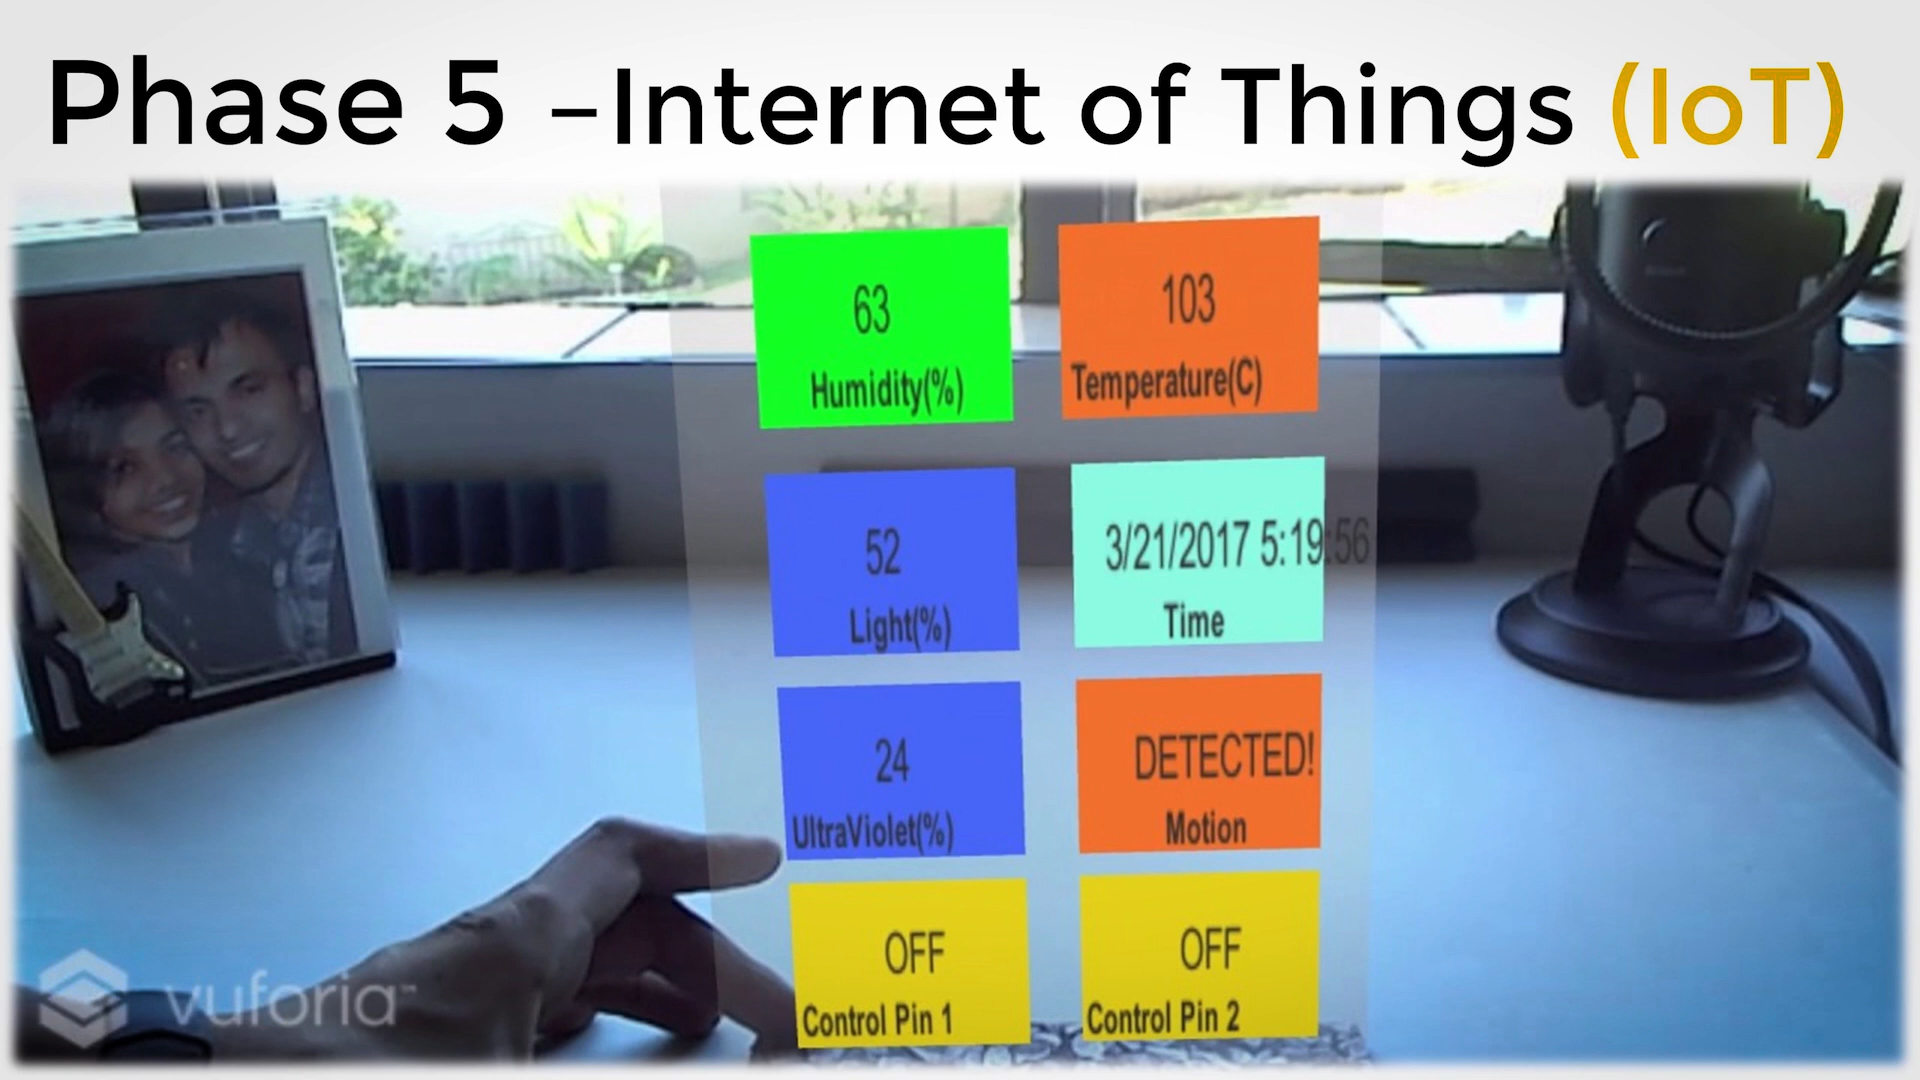 Phase 5 –Internet of Things (IoT)
63
Humidity(%)
103
Temperature(C)
52
Light(%)
3/21/2017 5:19:56
Time
24
UltraViolet(%)
DETECTED!
Motion
OFF
Control Pin 1
OFF
Control Pin 2
vuforia™